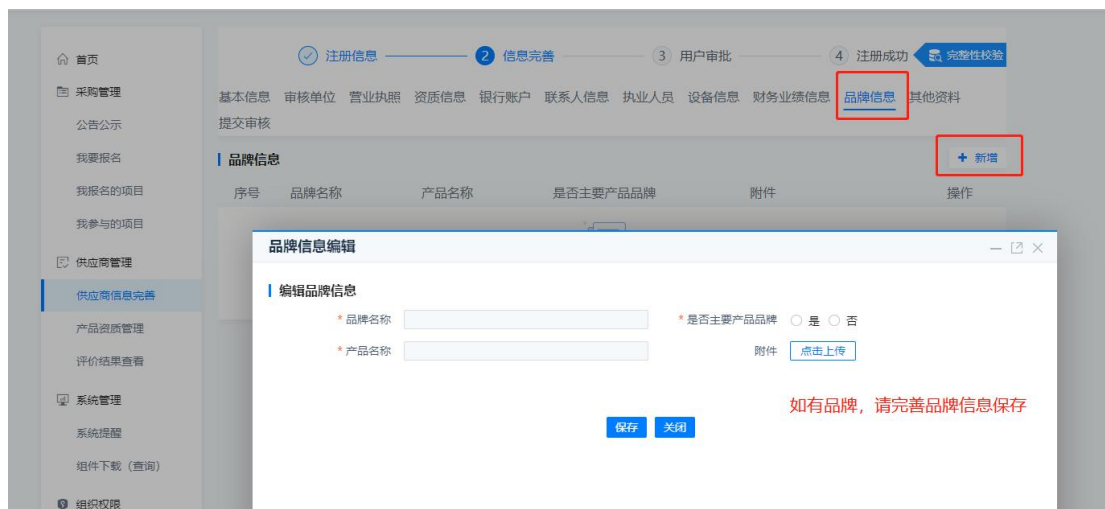 首页
采购管理
公告公示
我要报名
我报名的项目
我参与的项目
供应商管理
供应商信息完善
产品资质管理
评价结果查看
系统管理
系统提醒
组件下载（查询）
组织权限
注册信息 2 信息完善 3 用户审批 4 注册成功 完整性校验
基本信息 审核单位 营业执照 资质信息 银行账户 联系人信息 执业人员 设备信息 财务业绩信息 品牌信息 其他资料
提交审核
品牌信息 + 新增
序号 品牌名称 产品名称 是否主要产品品牌 附件 操作
品牌信息编辑
编辑品牌信息
* 品牌名称 * 是否主要产品品牌 是 否
* 产品名称 附件 点击上传
如有品牌，请完善品牌信息保存
保存 关闭